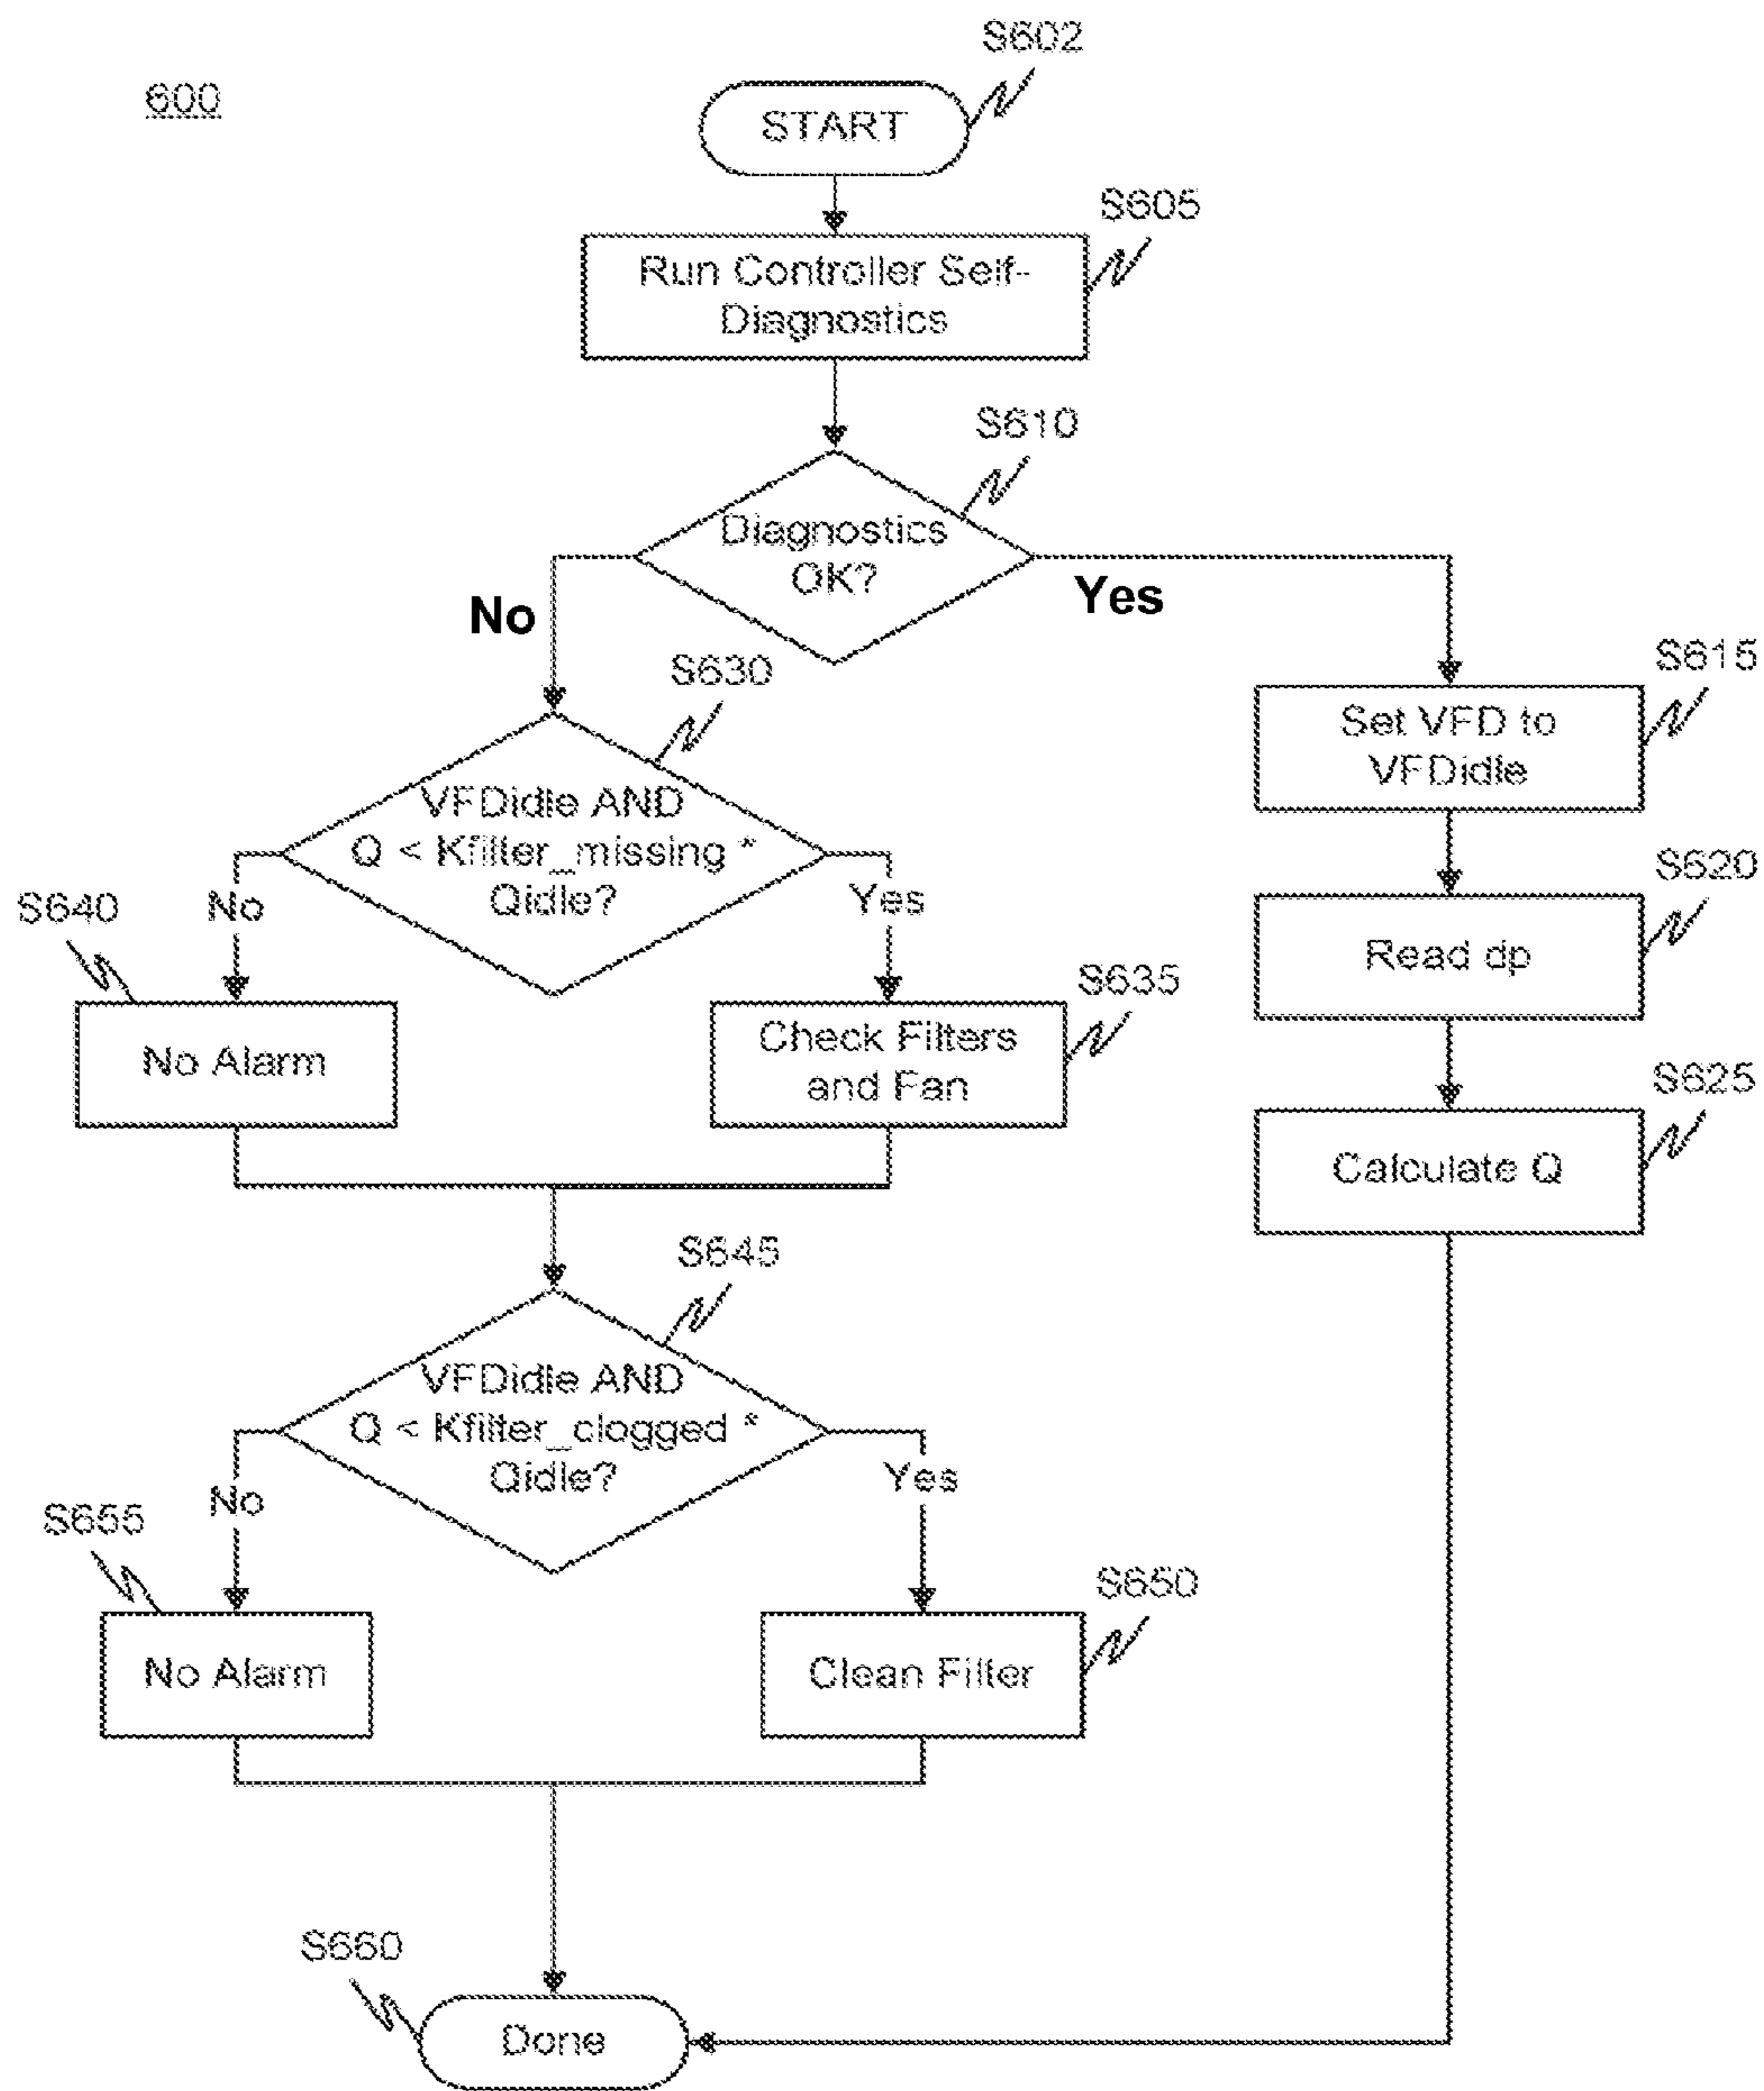 600
S602
START
S605
Run Controller Self-
Diagnostics
S610
Diagnostics
OK?
No
Yes
S630
VFDidle AND
Q < Kfilter_missing *
Qidle?
S615
Set VFD to
VFDidle
S620
Read dp
S625
Calculate Q
No
Yes
S640
No Alarm
S635
Check Filters
and Fan
S645
VFDidle AND
Q < Kfilter_clogged *
Qidle?
No
Yes
S655
No Alarm
S650
Clean Filter
S660
Done